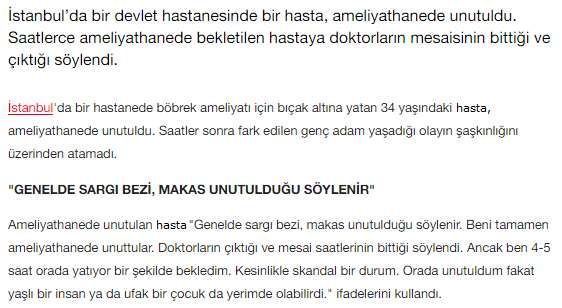 İstanbul’da bir devlet hastanesinde bir hasta, ameliyathanede unutuldu.
Saatlerce ameliyathanede bekletilen hastaya doktorların mesaisinin bittiği ve
çıktığı söylendi.
İstanbul'da bir hastanede böbrek ameliyatı için bıçak altına yatan 34 yaşındaki hasta,
ameliyathanede unutuldu. Saatler sonra fark edilen genç adam yaşadığı olayın şaşkınlığını
üzerinden atamadı.
"GENELDE SARGI BEZİ, MAKAS UNUTULDUĞU SÖYLENİR"
Ameliyathanede unutulan hasta "Genelde sargı bezi, makas unutulduğu söylenir. Beni tamamen
ameliyathanede unuttular. Doktorların çıktığı ve mesai saatlerinin bittiği söylendi. Ancak ben 4-5
saat orada yatıyor bir şekilde bekledim. Kesinlikle skandal bir durum. Orada unutuldum fakat
yaşlı bir insan ya da ufak bir çocuk da yerimde olabilirdi." ifadelerini kullandı.